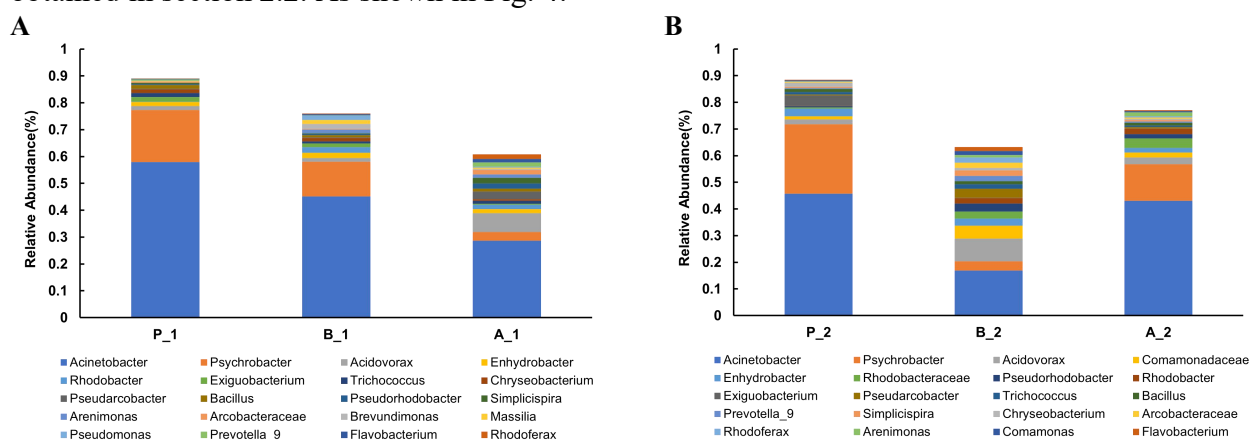 A
B
Relative Abundance(%)
1
0.9
0.8
0.7
0.6
0.5
0.4
0.3
0.2
0.1
0
P_1 B_1 A_1
Acinetobacter Psychrobacter Acidovorax Enhydrobacter
Rhodobacter Exiguobacterium Trichococcus Chryseobacterium
Pseudarcobacter Bacillus Pseudorhodobacter Simplicispira
Arenimonas Arcobacteraceae Brevundimonas Massilia
Pseudomonas Prevotella_9 Flavobacterium Rhodoferax
Relative Abundance(%)
1
0.9
0.8
0.7
0.6
0.5
0.4
0.3
0.2
0.1
0
P_2 B_2 A_2
Acinetobacter Psychrobacter Acidovorax Comamonadaceae
Enhydrobacter Rhodobacteraceae Pseudorhodobacter Rhodobacter
Exiguobacterium Pseudarcobacter Trichococcus Bacillus
Prevotella_9 Simplicispira Chryseobacterium Arcobacteraceae
Rhodoferax Arenimonas Comamonas Flavobacterium